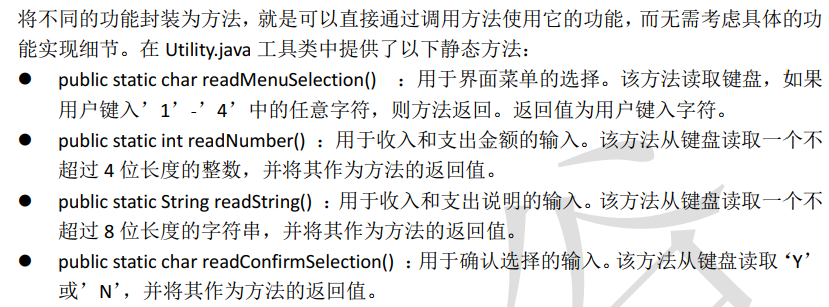 将不同的功能封装为方法，就是可以直接通过调用方法使用它的功能，而无需考虑具体的功
能实现细节。在 Utility.java 工具类中提供了以下静态方法：
● public static char readMenuSelection() ：用于界面菜单的选择。该方法读取键盘，如果
用户键入’1’-’4’中的任意字符，则方法返回。返回值为用户键入字符。
● public static int readNumber() ：用于收入和支出金额的输入。该方法从键盘读取一个不
超过 4 位长度的整数，并将其作为方法的返回值。
● public static String readString() ：用于收入和支出说明的输入。该方法从键盘读取一个不
超过 8 位长度的字符串，并将其作为方法的返回值。
● public static char readConfirmSelection() ：用于确认选择的输入。该方法从键盘读取‘Y’
或’N’，并将其作为方法的返回值。